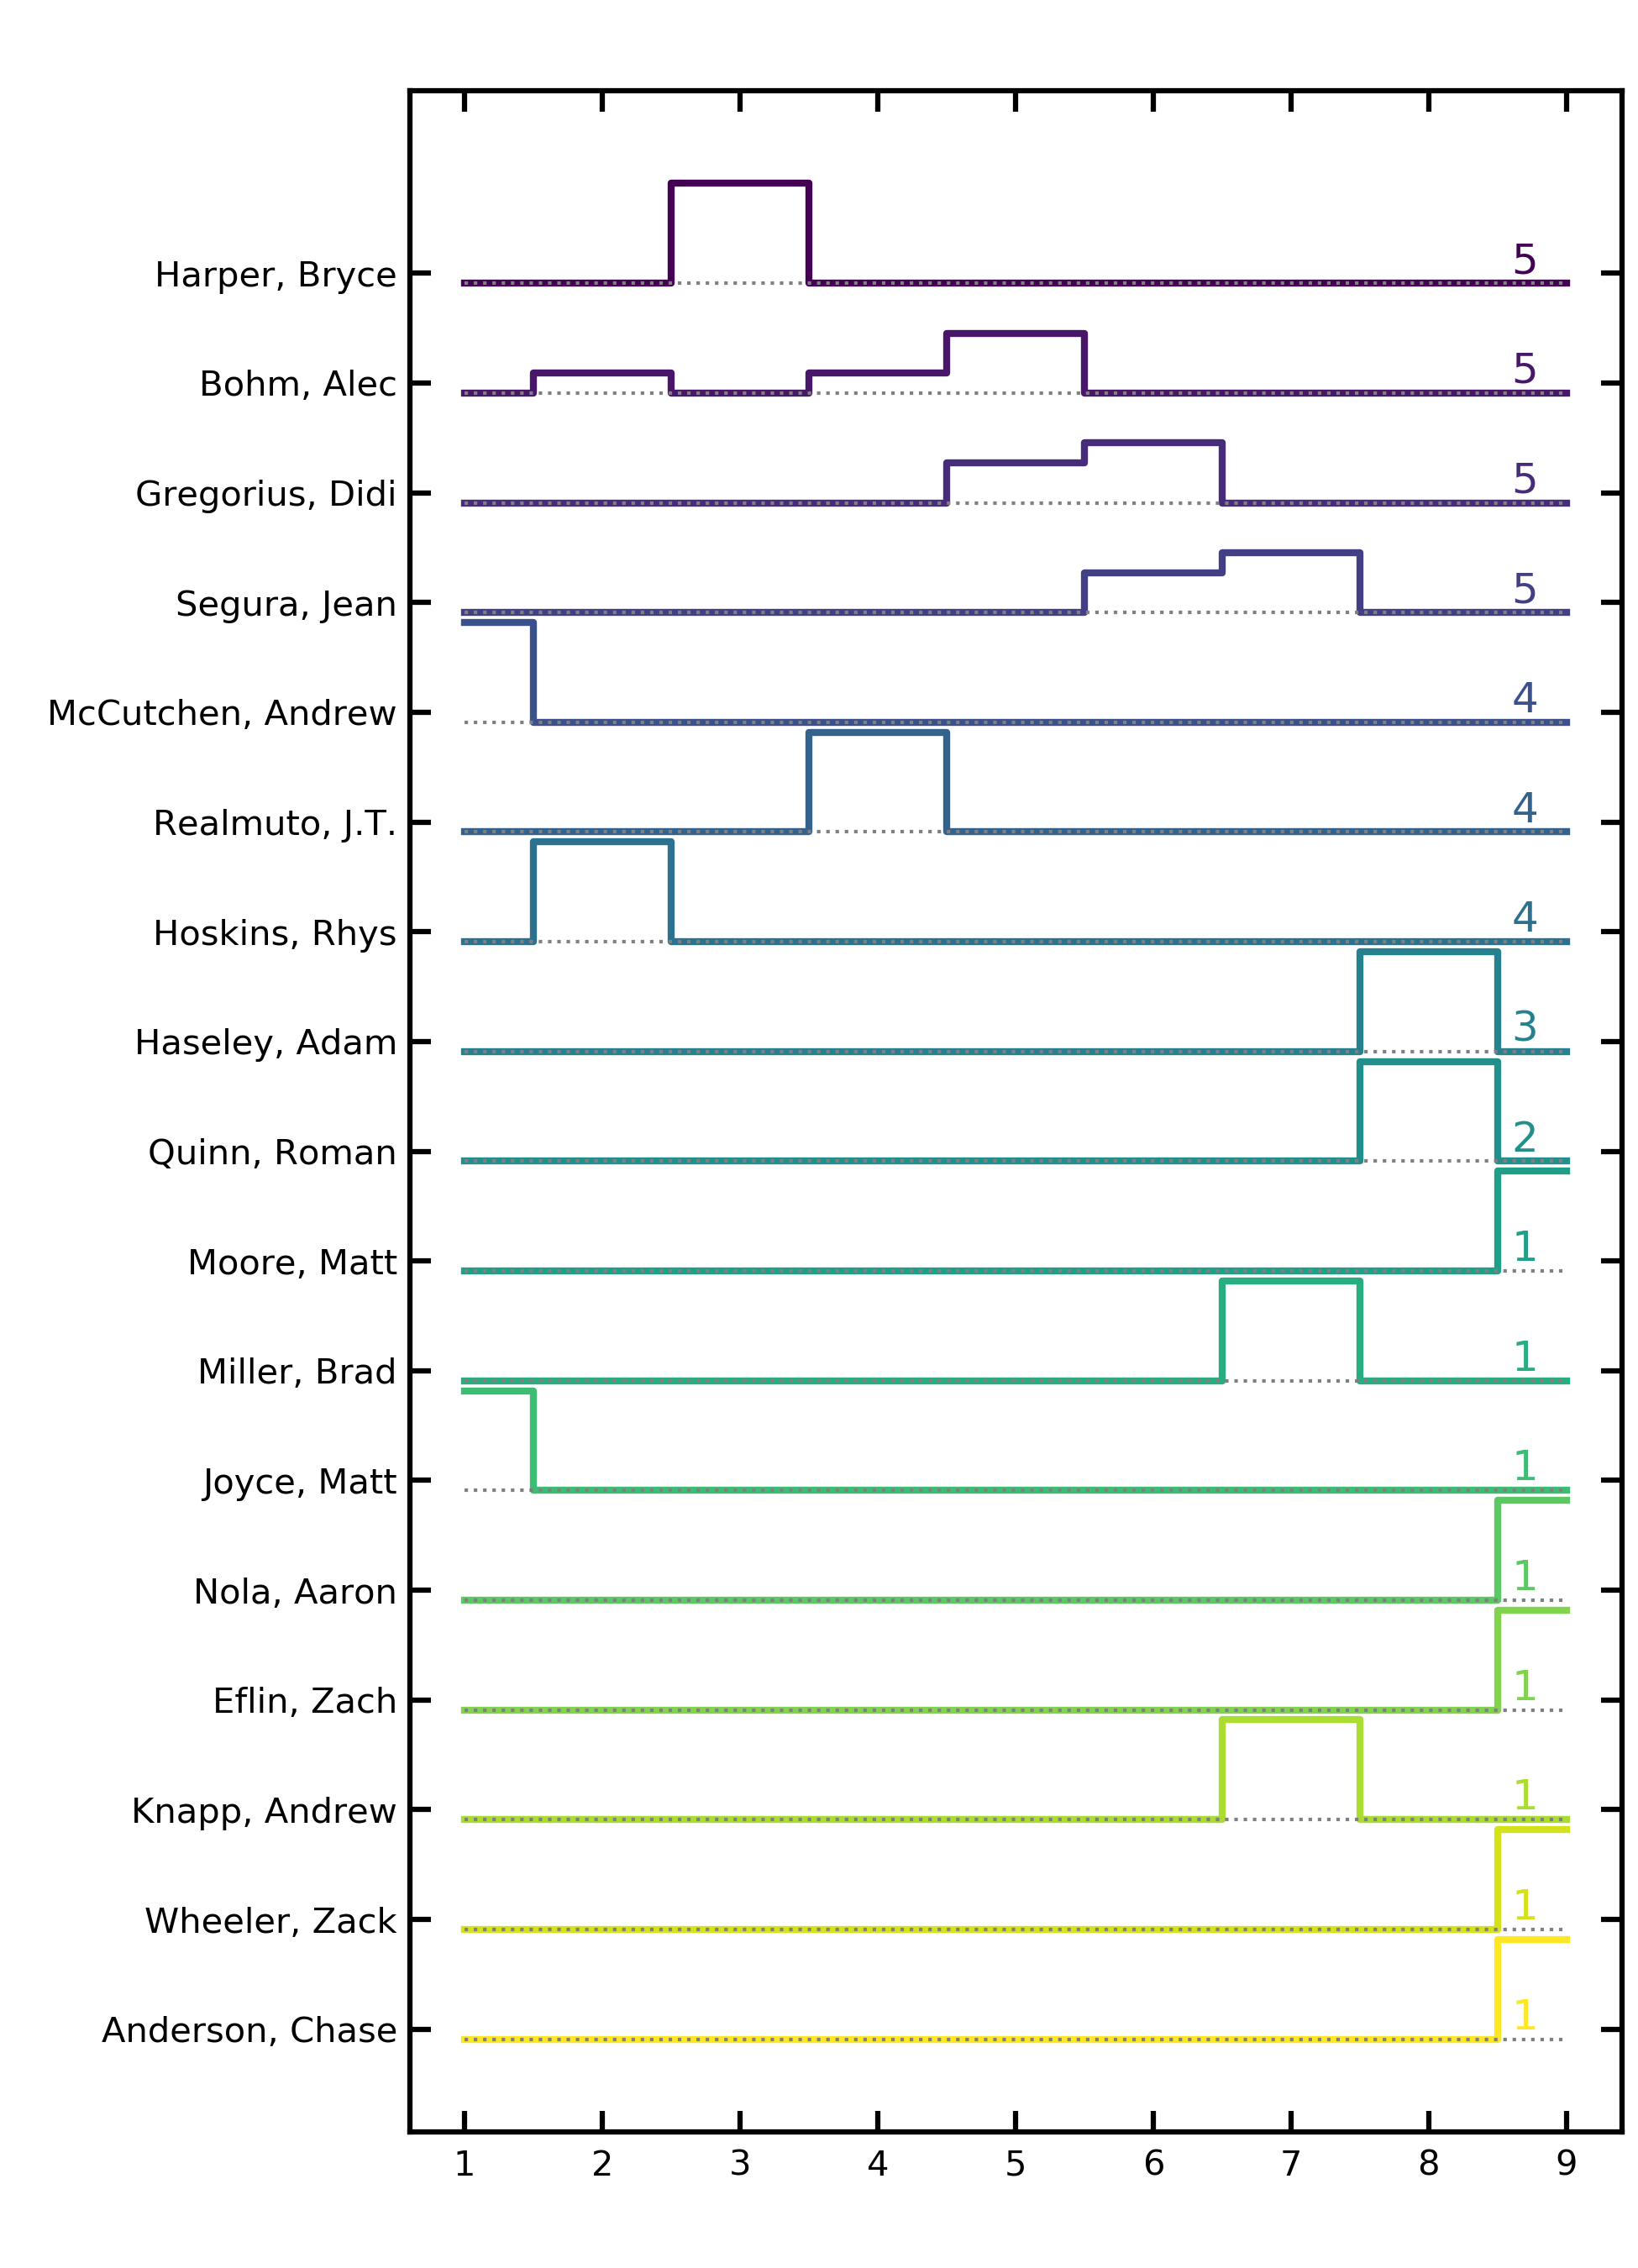 Harper, Bryce 5
Bohm, Alec 5
Gregorius, Didi 5
Segura, Jean 5
McCutchen, Andrew 4
Realmuto, J.T. 4
Hoskins, Rhys 4
Haseley, Adam 3
Quinn, Roman 2
Moore, Matt 1
Miller, Brad 1
Joyce, Matt 1
Nola, Aaron 1
Eflin, Zach 1
Knapp, Andrew 1
Wheeler, Zack 1
Anderson, Chase 1
1 2 3 4 5 6 7 8 9